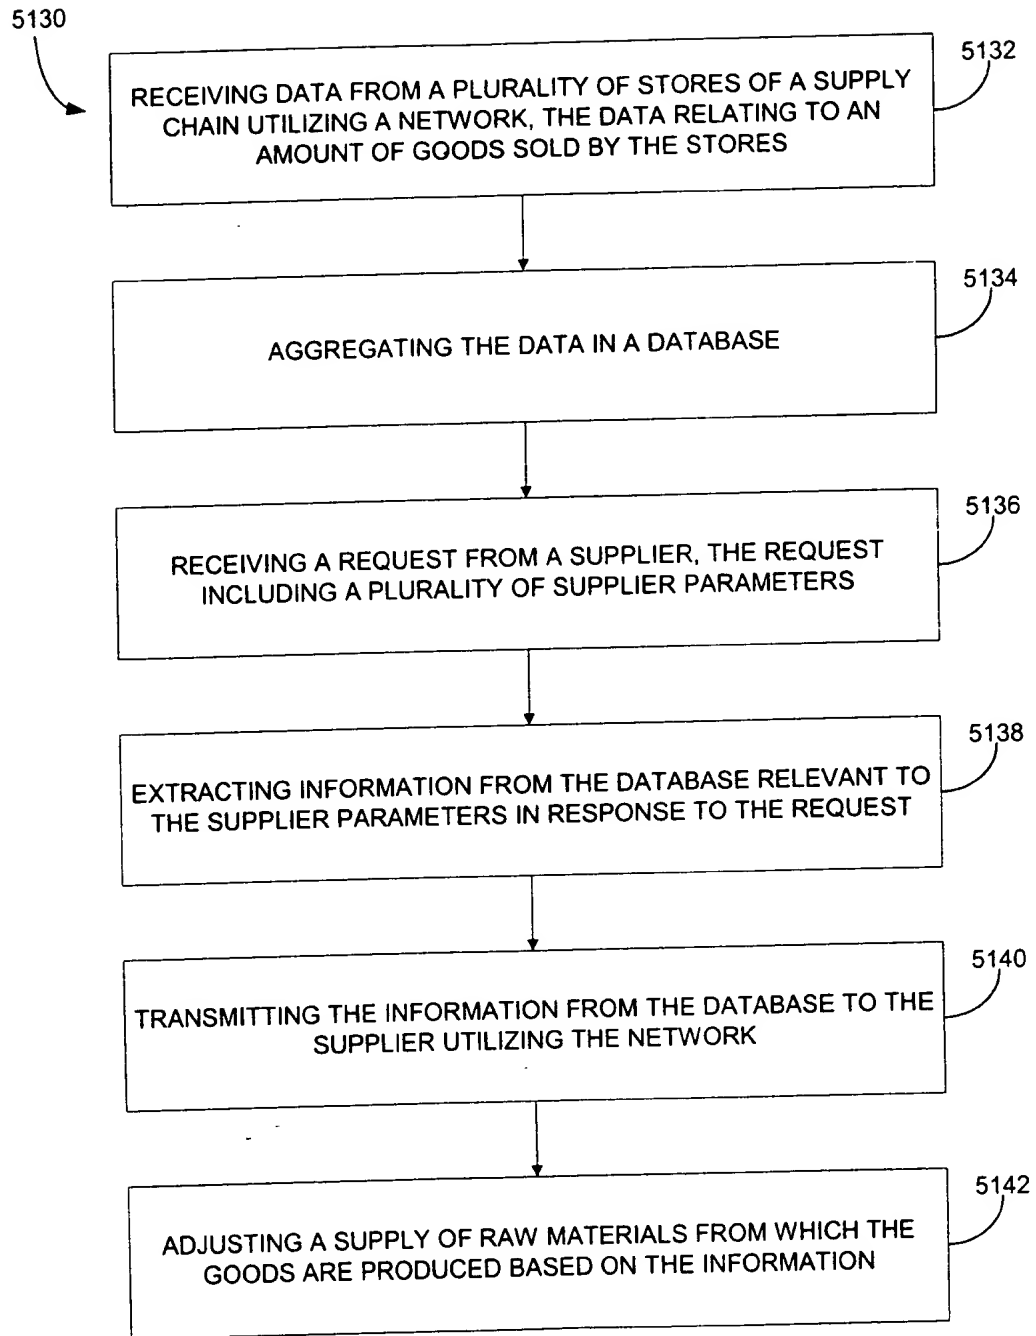 5130
5132
RECEIVING DATA FROM A PLURALITY OF STORES OF A SUPPLY
CHAIN UTILIZING A NETWORK, THE DATA RELATING TO AN
AMOUNT OF GOODS SOLD BY THE STORES
5134
AGGREGATING THE DATA IN A DATABASE
5136
RECEIVING A REQUEST FROM A SUPPLIER, THE REQUEST
INCLUDING A PLURALITY OF SUPPLIER PARAMETERS
5138
EXTRACTING INFORMATION FROM THE DATABASE RELEVANT TO
THE SUPPLIER PARAMETERS IN RESPONSE TO THE REQUEST
5140
TRANSMITTING THE INFORMATION FROM THE DATABASE TO THE
SUPPLIER UTILIZING THE NETWORK
5142
ADJUSTING A SUPPLY OF RAW MATERIALS FROM WHICH THE
GOODS ARE PRODUCED BASED ON THE INFORMATION